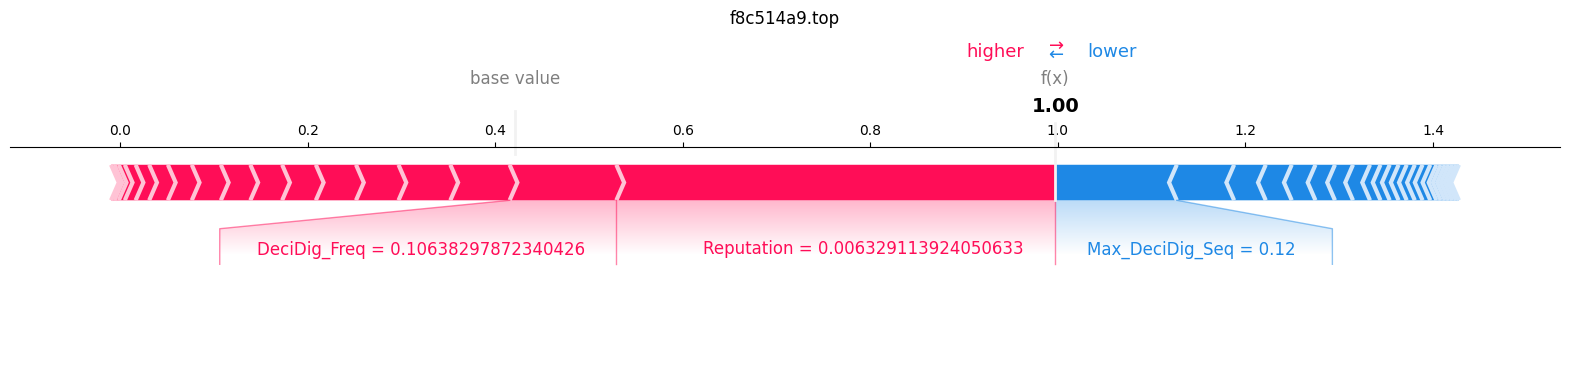 f8c514a9.top
higher → ← lower
base value f(x)
1.00
0.0 0.2 0.4 0.6 0.8 1.0 1.2 1.4
DeciDig_Freq = 0.10638297872340426 Reputation = 0.006329113924050633 Max_DeciDig_Seq = 0.12